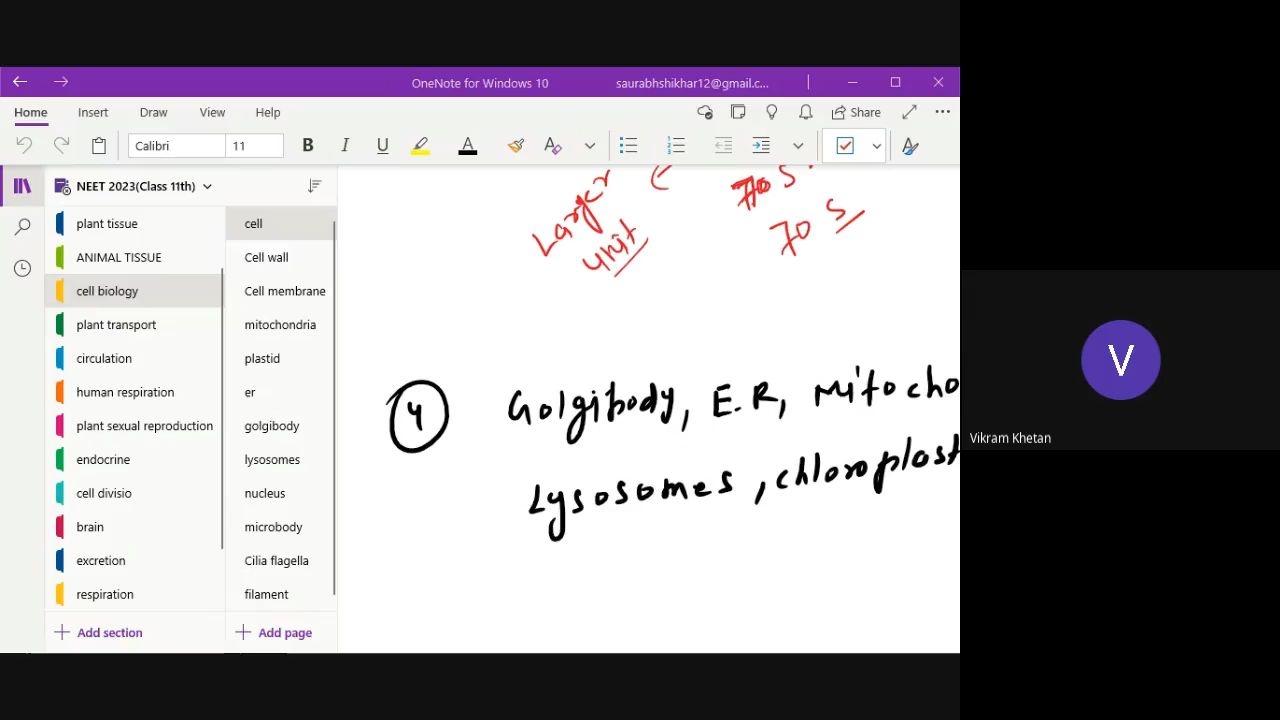 OneNote for Windows 10 saurabhshikhar12@gmail.c...
Home Insert Draw View Help Share
Calibri 11 B I U A
NEET 2023(Class 11th)
plant tissue
ANIMAL TISSUE
cell biology
plant transport
circulation
human respiration
plant sexual reproduction
endocrine
cell divisio
brain
excretion
respiration
Add section
cell
Cell wall
Cell membrane
mitochondria
plastid
er
golgibody
lysosomes
nucleus
microbody
Cilia flagella
filament
Add page
Larger
unit
70 S
70 S
4 Golgibody, E.R, Mitocho
Lysosomes, chloroplast
V
Vikram Khetan